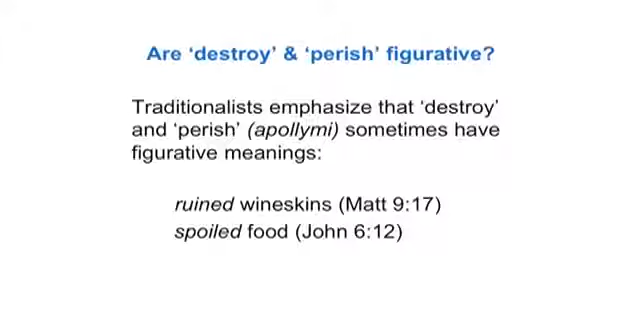 Are ‘destroy’ & ‘perish’ figurative?
Traditionalists emphasize that ‘destroy’
and ‘perish’ (apollymi) sometimes have
figurative meanings:
ruined wineskins (Matt 9:17)
spoiled food (John 6:12)